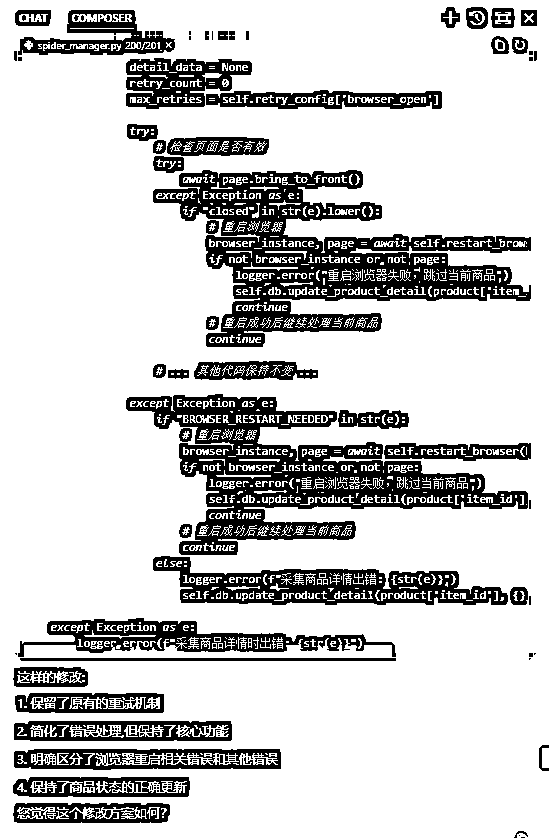 CHAT COMPOSER
spider_manager.py 200/201 ×
detail_data = None
retry_count = 0
max_retries = self.retry_config['browser_open']
try:
# 检查页面是否有效
try:
await page.bring_to_front()
except Exception as e:
if "closed" in str(e).lower():
# 重启浏览器
browser_instance, page = await self.restart_brow
if not browser_instance or not page:
logger.error("重启浏览器失败，跳过当前商品")
self.db.update_product_detail(product['item_
continue
# 重启成功后继续处理当前商品
continue
# ... 其他代码保持不变 ...
except Exception as e:
if "BROWSER_RESTART_NEEDED" in str(e):
# 重启浏览器
browser_instance, page = await self.restart_browser(
if not browser_instance or not page:
logger.error("重启浏览器失败，跳过当前商品")
self.db.update_product_detail(product['item_id']
continue
# 重启成功后继续处理当前商品
continue
else:
logger.error(f"采集商品详情出错: {str(e)}")
self.db.update_product_detail(product['item_id'], {}
except Exception as e:
logger.error(f"采集商品详情时出错: {str(e)}")
这样的修改:
1. 保留了原有的重试机制
2. 简化了错误处理,但保持了核心功能
3. 明确区分了浏览器重启相关错误和其他错误
4. 保持了商品状态的正确更新
您觉得这个修改方案如何?